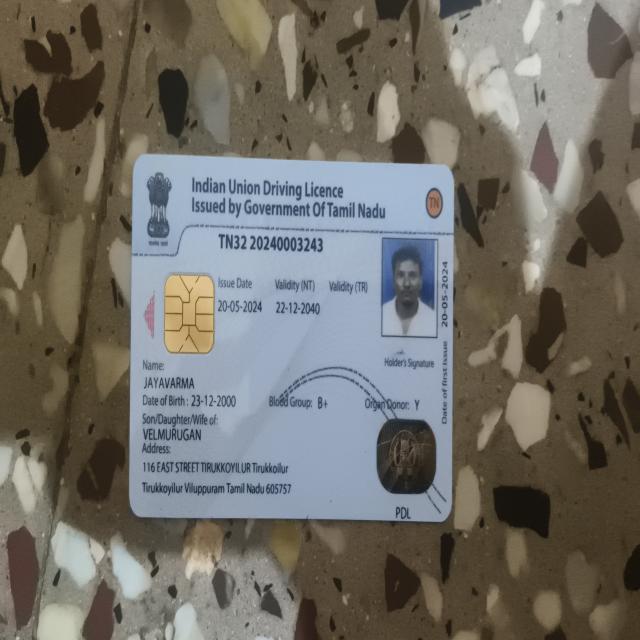 Indian Union Driving Licence
Issued by Government Of Tamil Nadu
TN
TN32 20240003243
Issue Date Validity (NT) Validity (TR)
20-05-2024 22-12-2040
Holder's Signature
Date of first Issue 20-05-2024
Name:
JAYAVARMA
Date of Birth: 23-12-2000 Blood Group: B+ Organ Donor: Y
Son/Daughter/Wife of:
VELMURUGAN
Address:
116 EAST STREET TIRUKKOYILUR Tirukkoilur
Tirukkoyilur Viluppuram Tamil Nadu 605757
PDL